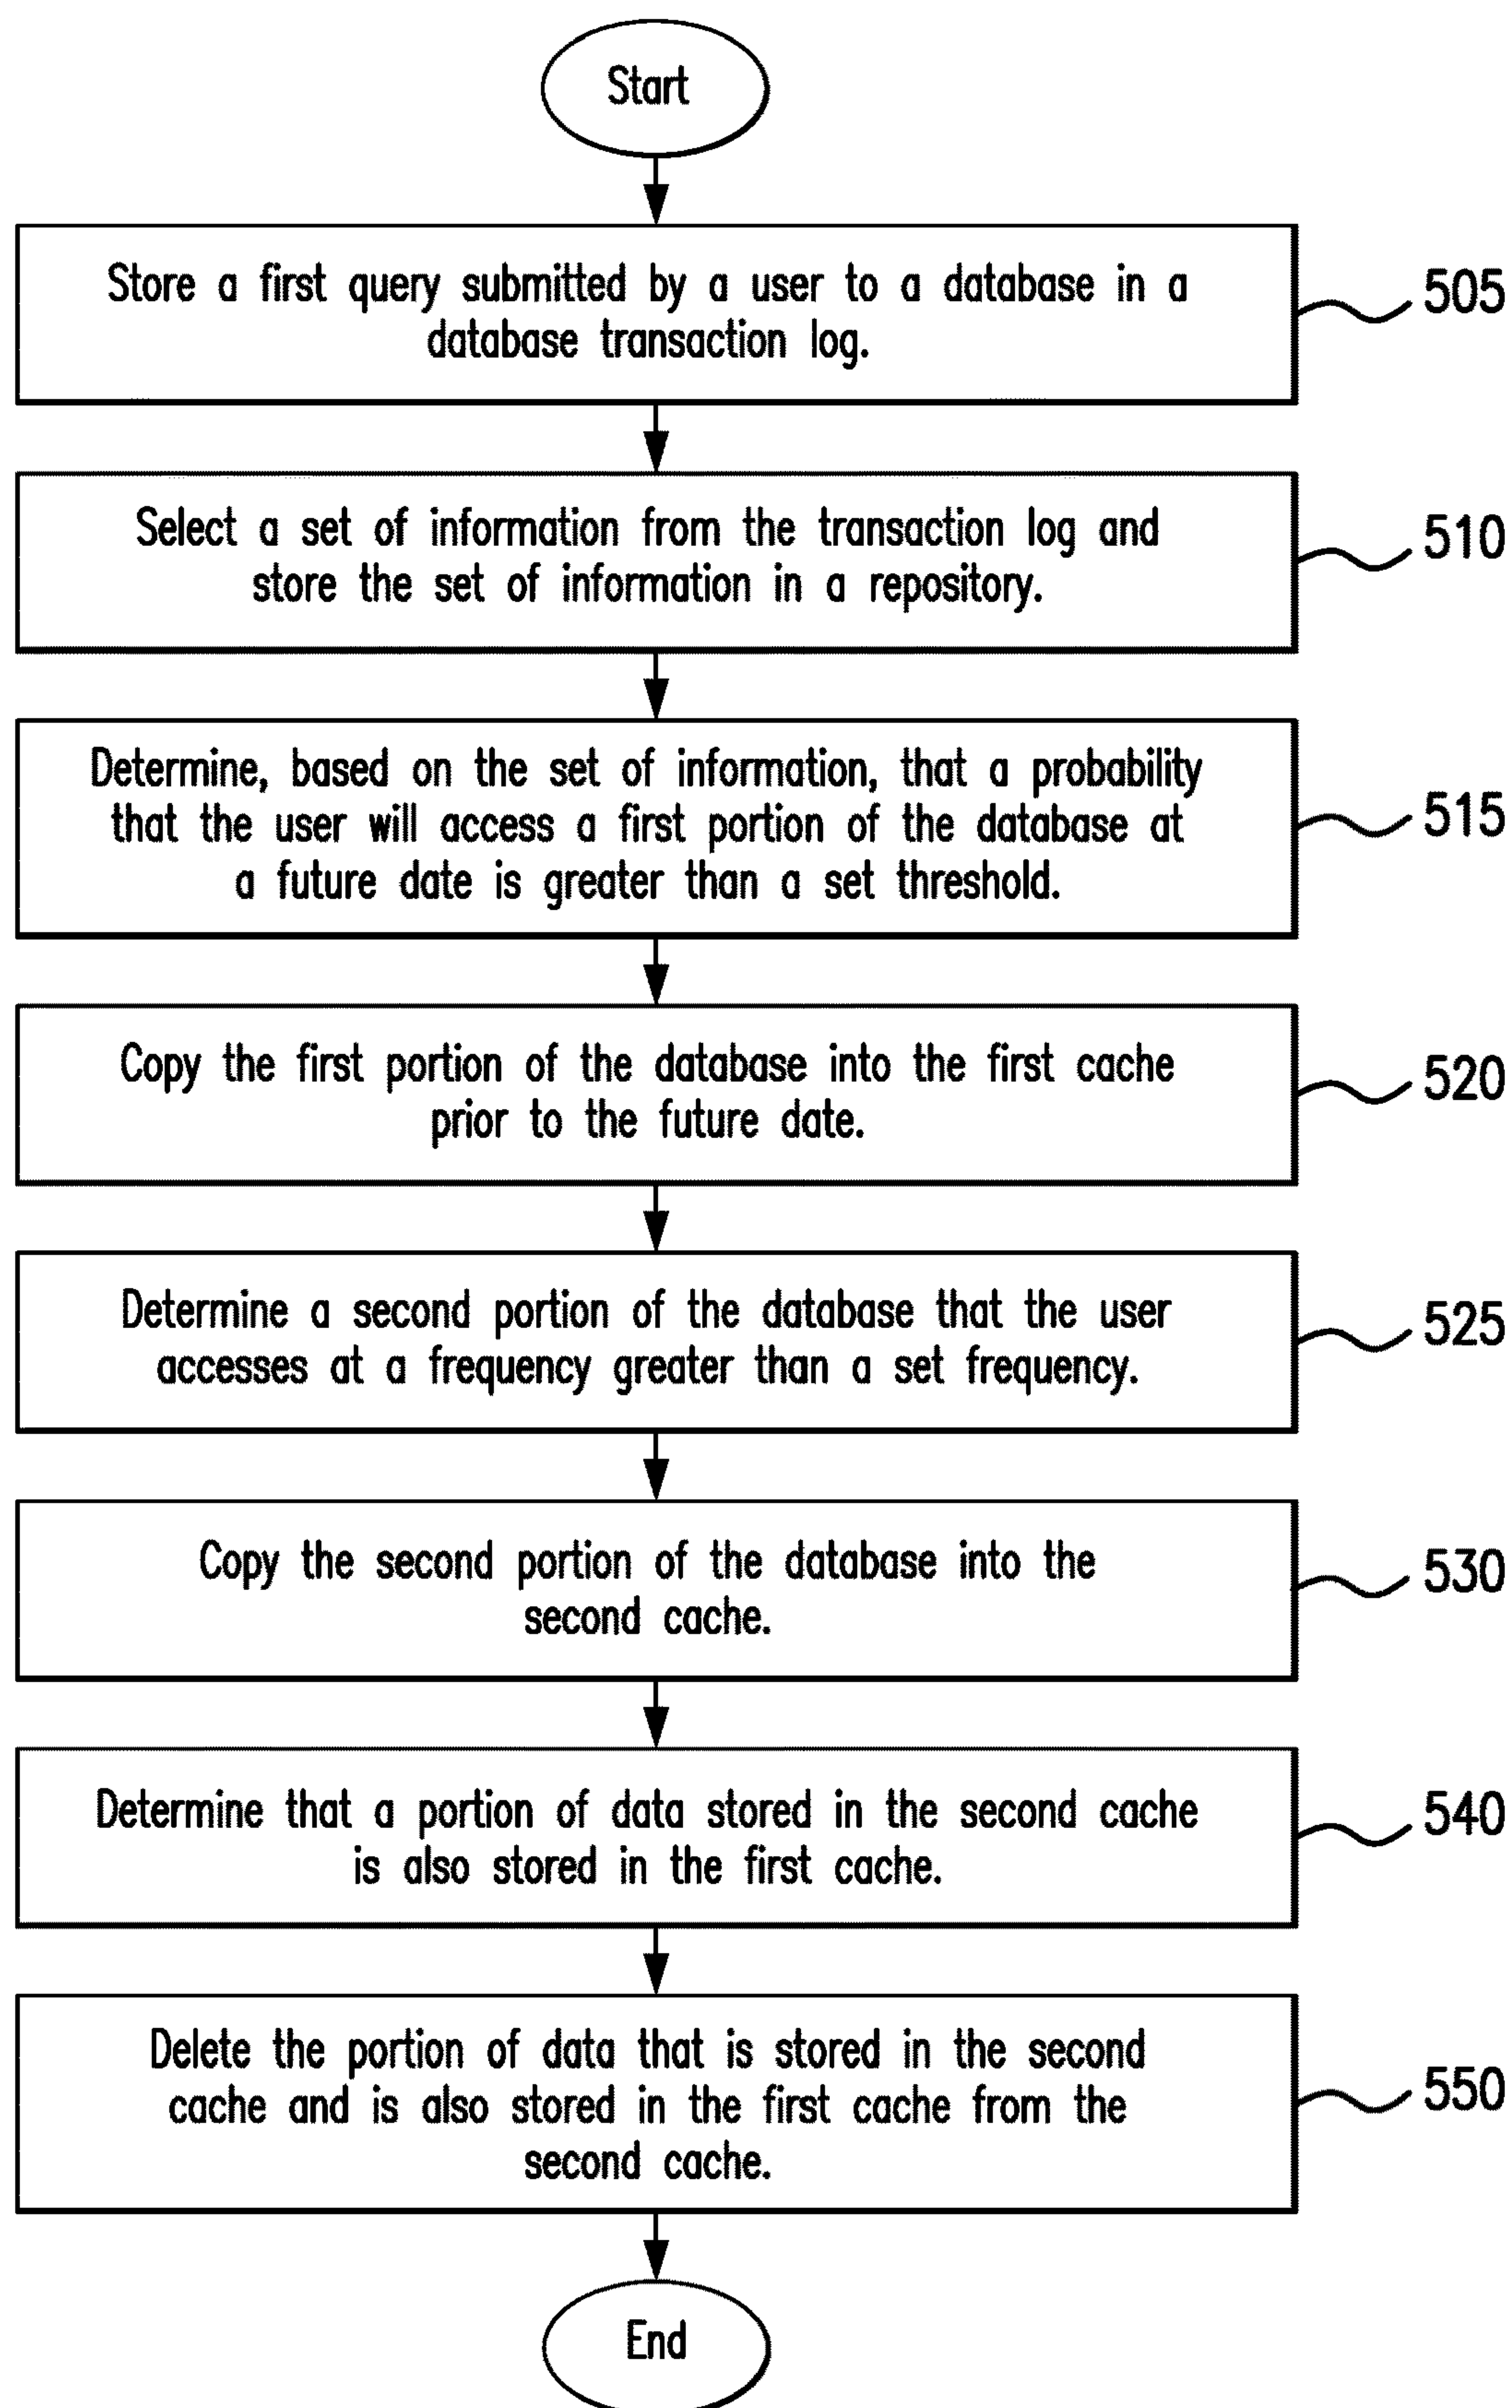 Start
Store a first query submitted by a user to a database in a
database transaction log.
505
Select a set of information from the transaction log and
store the set of information in a repository.
510
Determine, based on the set of information, that a probability
that the user will access a first portion of the database at
a future date is greater than a set threshold.
515
Copy the first portion of the database into the first cache
prior to the future date.
520
Determine a second portion of the database that the user
accesses at a frequency greater than a set frequency.
525
Copy the second portion of the database into the
second cache.
530
Determine that a portion of data stored in the second cache
is also stored in the first cache.
540
Delete the portion of data that is stored in the second
cache and is also stored in the first cache from the
second cache.
550
End